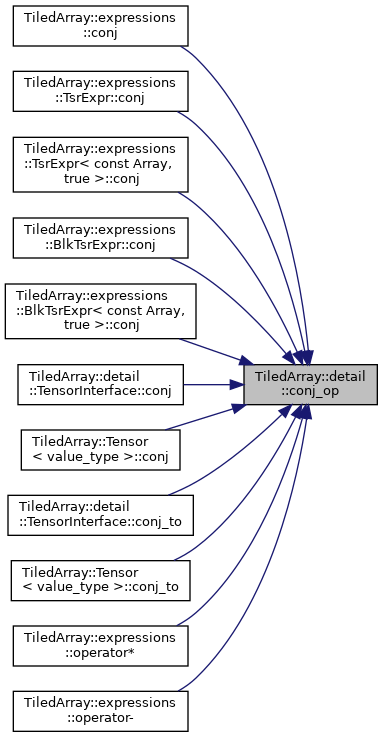 TiledArray::expressions
::conj
TiledArray::expressions
::TsrExpr::conj
TiledArray::expressions
::TsrExpr< const Array,
true >::conj
TiledArray::expressions
::BlkTsrExpr::conj
TiledArray::expressions
::BlkTsrExpr< const Array,
true >::conj
TiledArray::detail
::TensorInterface::conj
TiledArray::detail
::conj_op
TiledArray::Tensor
< value_type >::conj
TiledArray::detail
::TensorInterface::conj_to
TiledArray::Tensor
< value_type >::conj_to
TiledArray::expressions
::operator*
TiledArray::expressions
::operator-